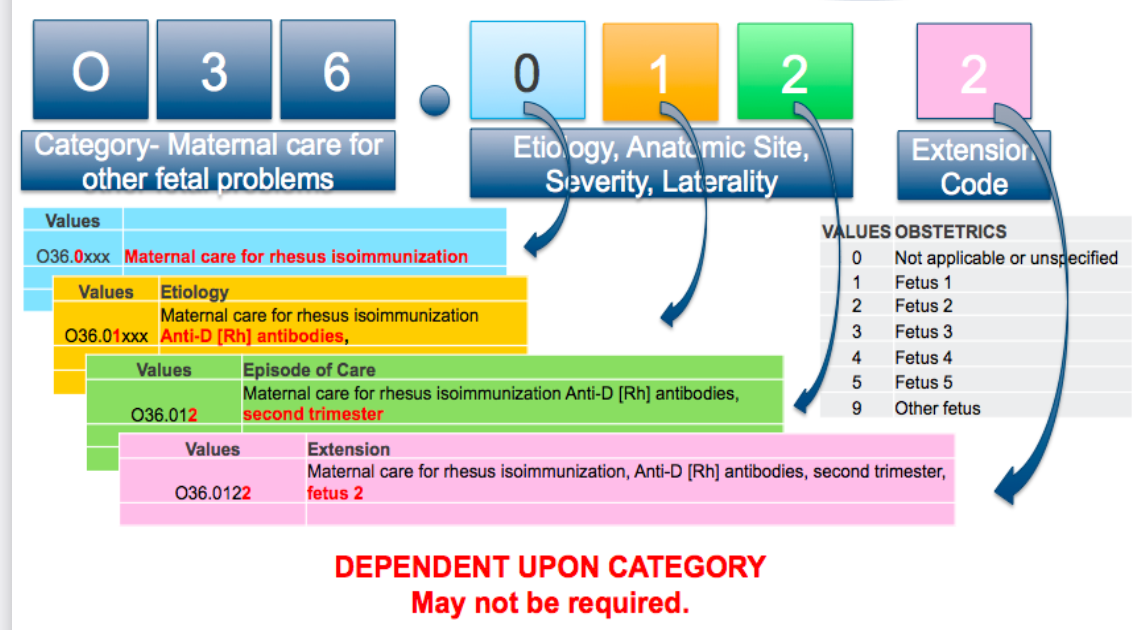 O 3 6 . 0 1 2 2
Category- Maternal care for
other fetal problems
Etiology, Anatomic Site,
Severity, Laterality
Extension
Code
Values
O36.0xxx Maternal care for rhesus isoimmunization
Values Etiology
Maternal care for rhesus isoimmunization
O36.01xxx Anti-D [Rh] antibodies,
Values Episode of Care
Maternal care for rhesus isoimmunization Anti-D [Rh] antibodies,
O36.012 second trimester
Values Extension
Maternal care for rhesus isoimmunization, Anti-D [Rh] antibodies, second trimester,
O36.0122 fetus 2
VALUES OBSTETRICS
0 Not applicable or unspecified
1 Fetus 1
2 Fetus 2
3 Fetus 3
4 Fetus 4
5 Fetus 5
9 Other fetus
DEPENDENT UPON CATEGORY
May not be required.